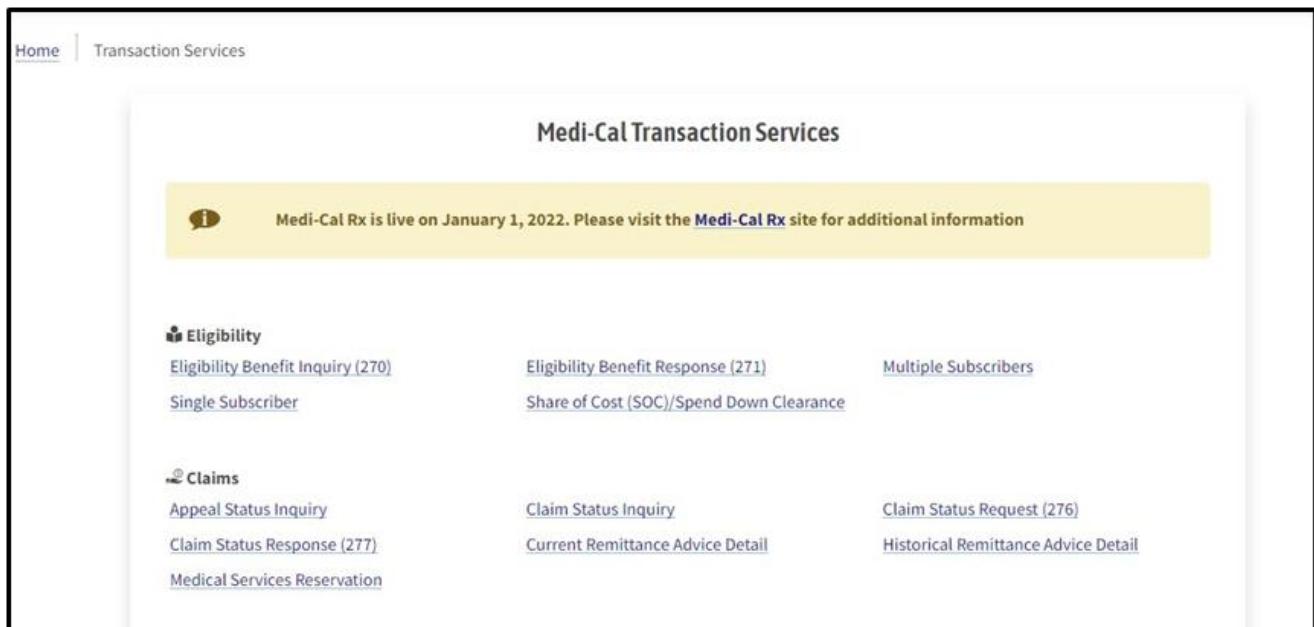 Home Transaction Services
Medi-Cal Transaction Services
Medi-Cal Rx is live on January 1, 2022. Please visit the Medi-Cal Rx site for additional information
Eligibility
Eligibility Benefit Inquiry (270) Eligibility Benefit Response (271) Multiple Subscribers
Single Subscriber Share of Cost (SOC)/Spend Down Clearance
Claims
Appeal Status Inquiry Claim Status Inquiry Claim Status Request (276)
Claim Status Response (277) Current Remittance Advice Detail Historical Remittance Advice Detail
Medical Services Reservation